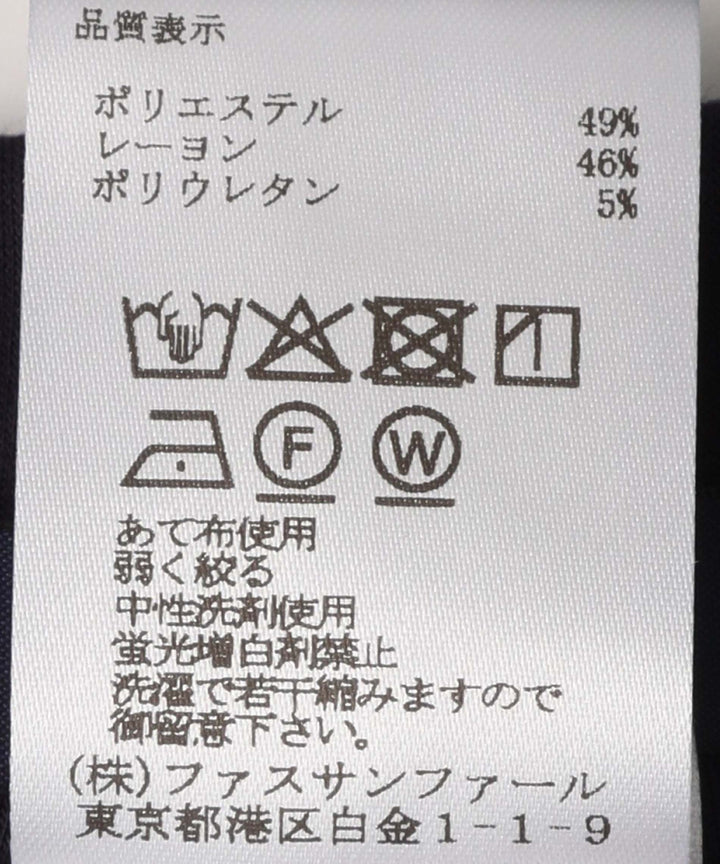 品質表示
ポリエステル 49%
レーヨン 46%
ポリウレタン 5%
F W
あて布使用
弱く絞る
中性洗剤使用
蛍光増白剤禁止
洗濯で若干縮みますので
御留意下さい。
(株)ファスサンファール
東京都港区白金1-1-9